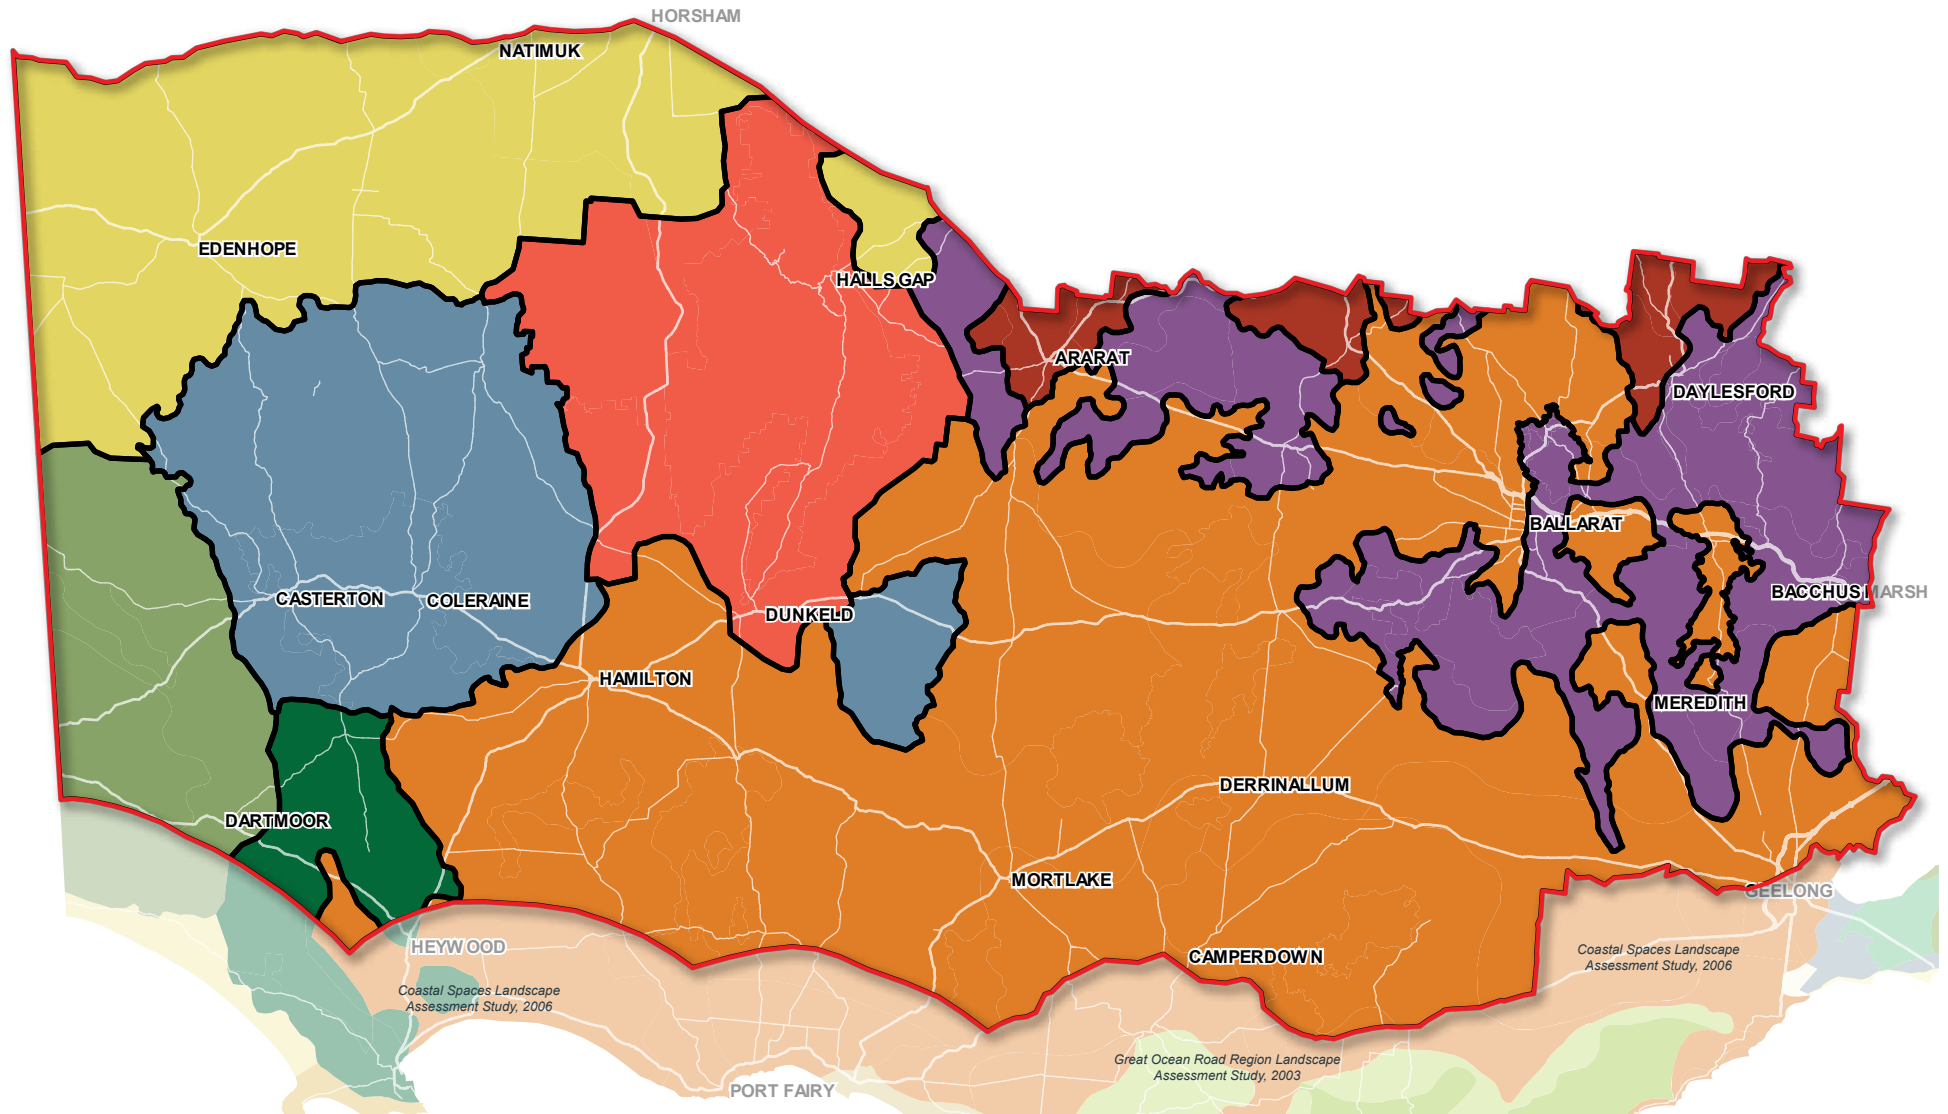 HORSHAM
NATIMUK
EDENHOPE
HALLS GAP
ARARAT
DAYLESFORD
BALLARAT
CASTERTON
COLERAINE
BACCHUS MARSH
DUNKELD
HAMILTON
MEREDITH
DERRINALLUM
DARTMOOR
MORTLAKE
GEELONG
HEYWOOD
CAMPERDOWN
Coastal Spaces Landscape
Assessment Study, 2006
Coastal Spaces Landscape
Assessment Study, 2006
Great Ocean Road Region Landscape
Assessment Study, 2003
PORT FAIRY